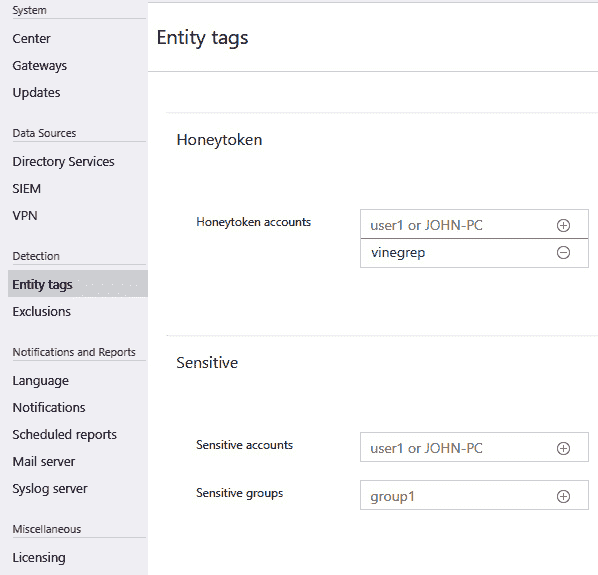 System
Center
Gateways
Updates
Data Sources
Directory Services
SIEM
VPN
Detection
Entity tags
Exclusions
Notifications and Reports
Language
Notifications
Scheduled reports
Mail server
Syslog server
Miscellaneous
Licensing
Entity tags
Honeytoken
Honeytoken accounts
user1 or JOHN-PC
vinegrep
Sensitive
Sensitive accounts
user1 or JOHN-PC
Sensitive groups
group1